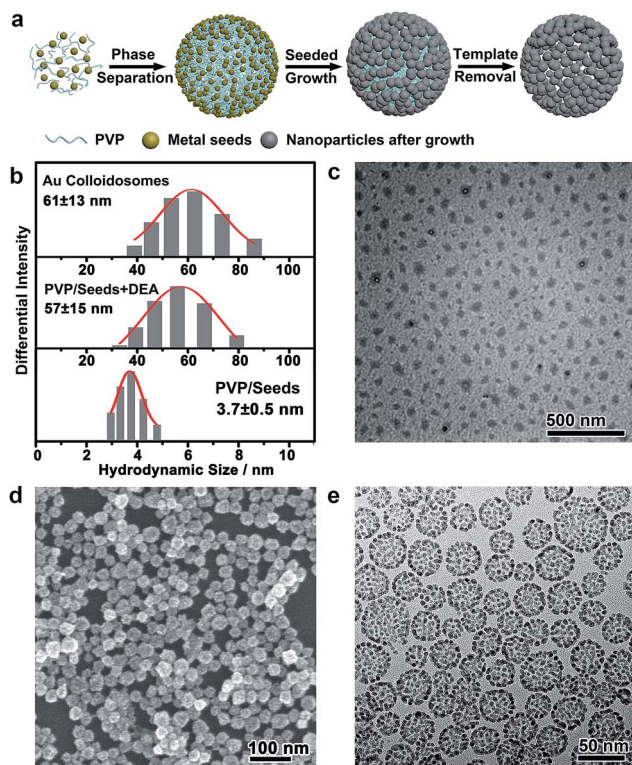 a
Phase
Separation
Seeded
Growth
Template
Removal
PVP
Metal seeds
Nanoparticles after growth
b
Differential Intensity
Au Colloidosomes
61±13 nm
20 40 60 80 100
PVP/Seeds+DEA
57±15 nm
20 40 60 80 100
PVP/Seeds
3.7±0.5 nm
0 2 4 6 8 10
Hydrodynamic Size / nm
c
500 nm
d
100 nm
e
50 nm